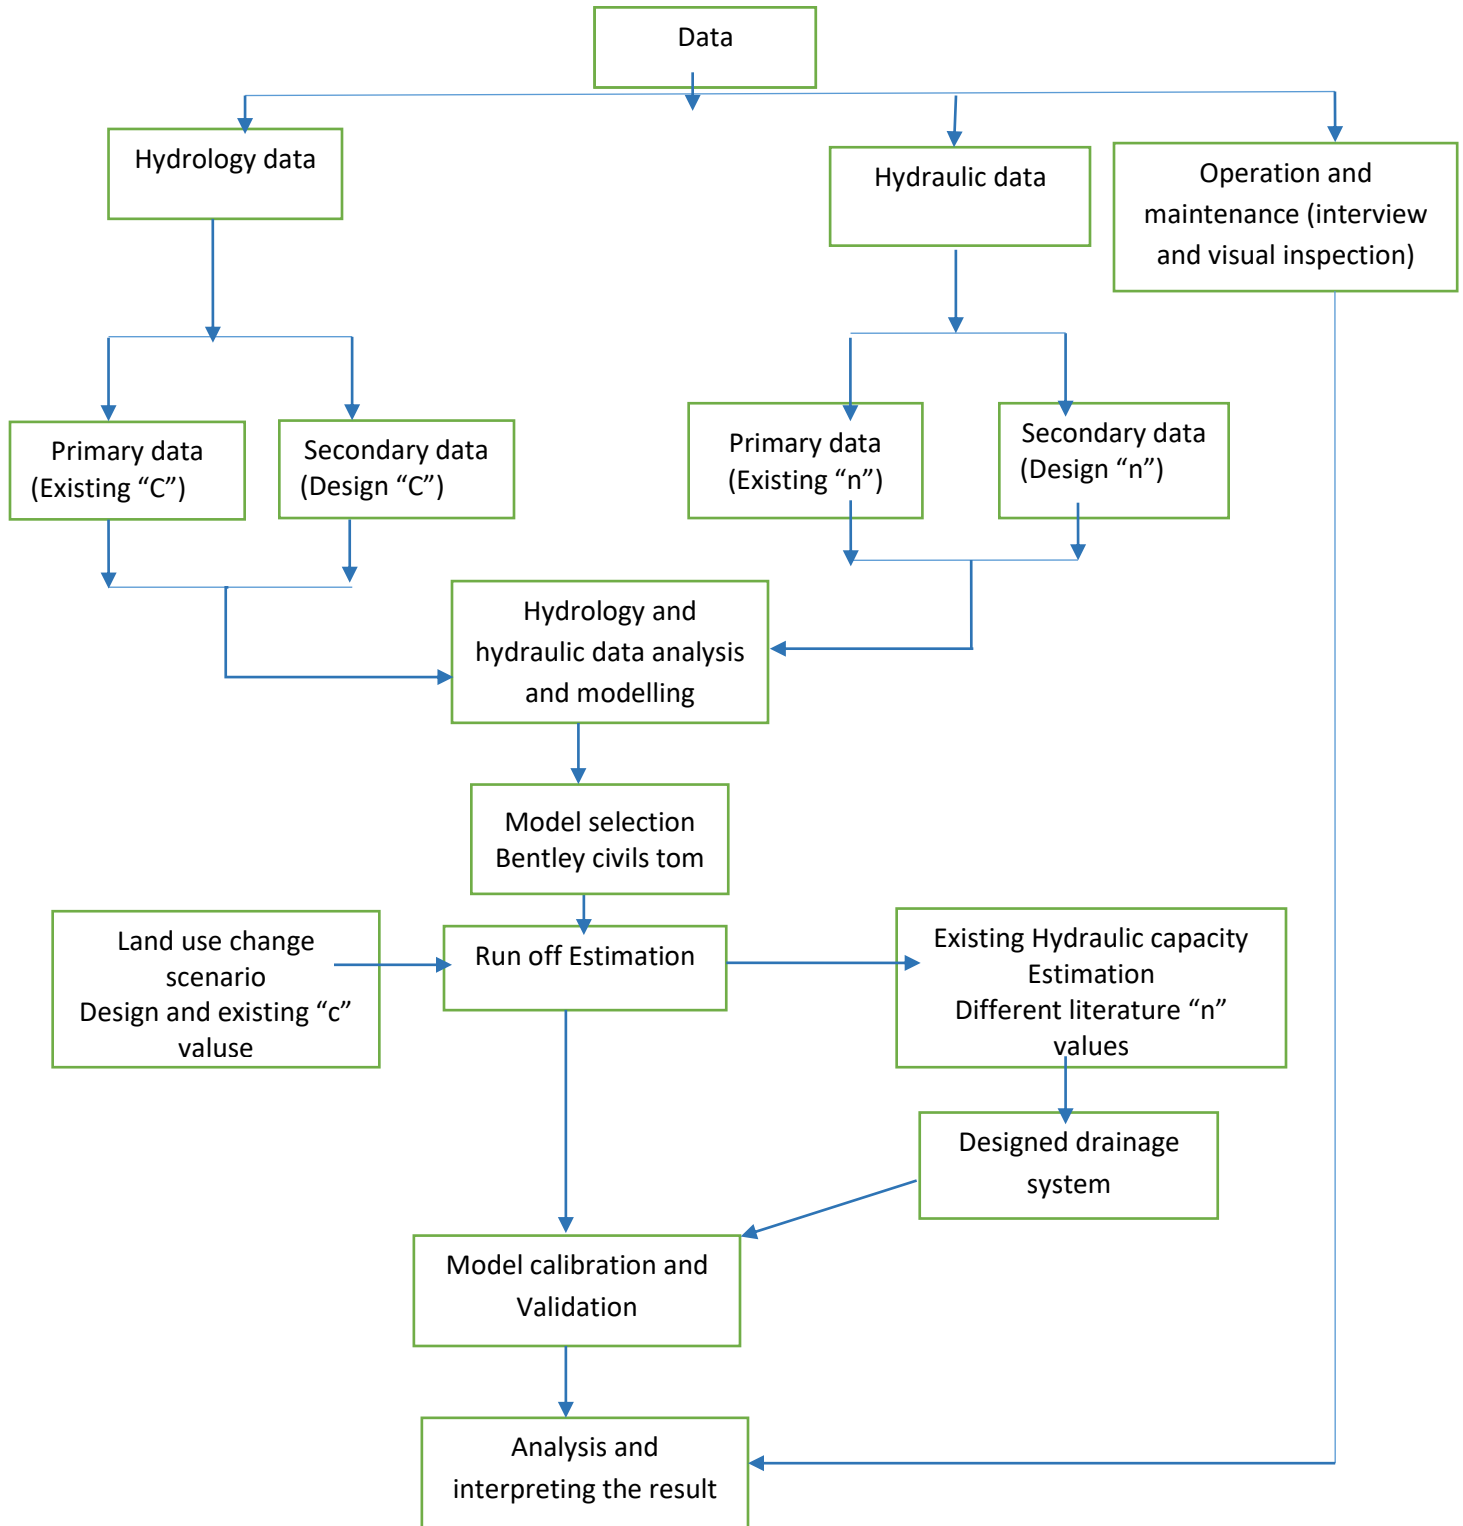 Data
Hydrology data
Hydraulic data
Operation and
maintenance (interview
and visual inspection)
Primary data
(Existing “C”)
Secondary data
(Design “C”)
Primary data
(Existing “n”)
Secondary data
(Design “n”)
Hydrology and
hydraulic data analysis
and modelling
Model selection
Bentley civils tom
Land use change
scenario
Design and existing “c”
valuse
Run off Estimation
Existing Hydraulic capacity
Estimation
Different literature “n”
values
Designed drainage
system
Model calibration and
Validation
Analysis and
interpreting the result